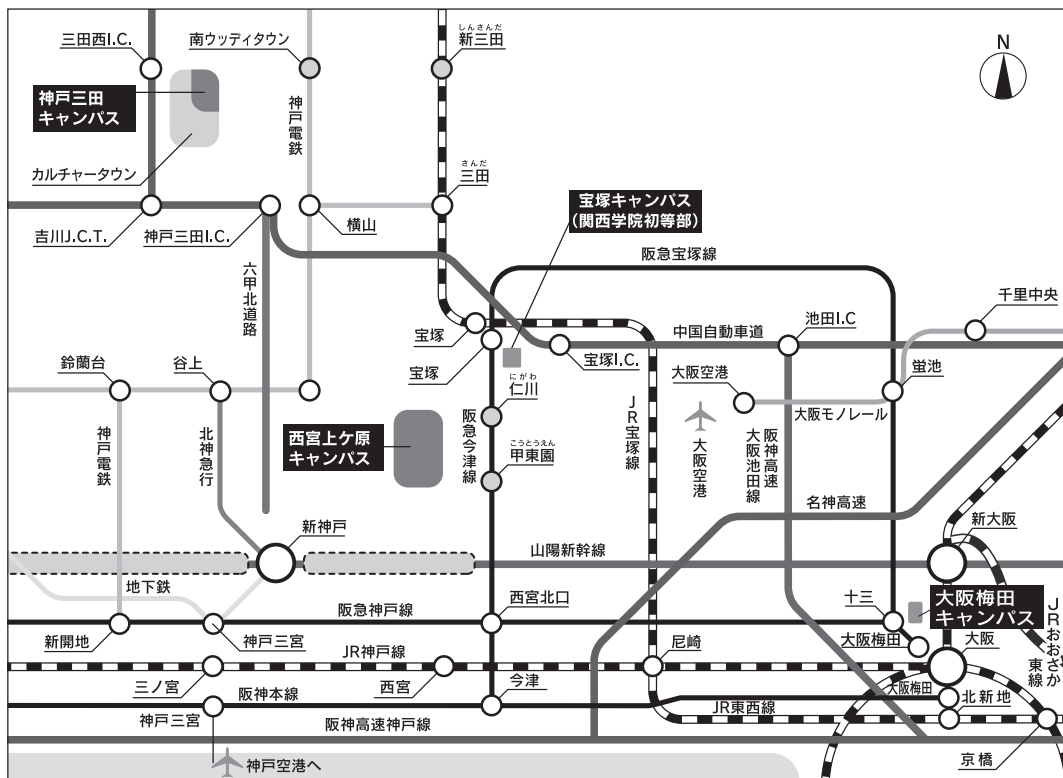 しんさんだ
三田西I.C.
南ウッディタウン
新三田
N
神戸三田
キャンパス
神戸電鉄
カルチャータウン
さんだ
三田
宝塚キャンパス
(関西学院初等部)
吉川J.C.T.
神戸三田I.C.
横山
阪急宝塚線
六甲北道路
千里中央
宝塚
中国自動車道
池田I.C
宝塚
宝塚I.C.
鈴蘭台
谷上
にがわ
仁川
大阪空港
蛍池
大阪モノレール
神戸電鉄
北神急行
西宮上ケ原
キャンパス
阪急今津線
こうとうえん
甲東園
JR宝塚線
大阪空港
阪神高速
大阪池田線
名神高速
新神戸
新大阪
山陽新幹線
地下鉄
阪急神戸線
西宮北口
十三
大阪梅田
キャンパス
新開地
神戸三宮
大阪梅田
大阪
JRおおさか
東線
JR神戸線
尼崎
三ノ宮
西宮
阪神本線
今津
大阪梅田
神戸三宮
阪神高速神戸線
JR東西線
北新地
京橋
神戸空港へ